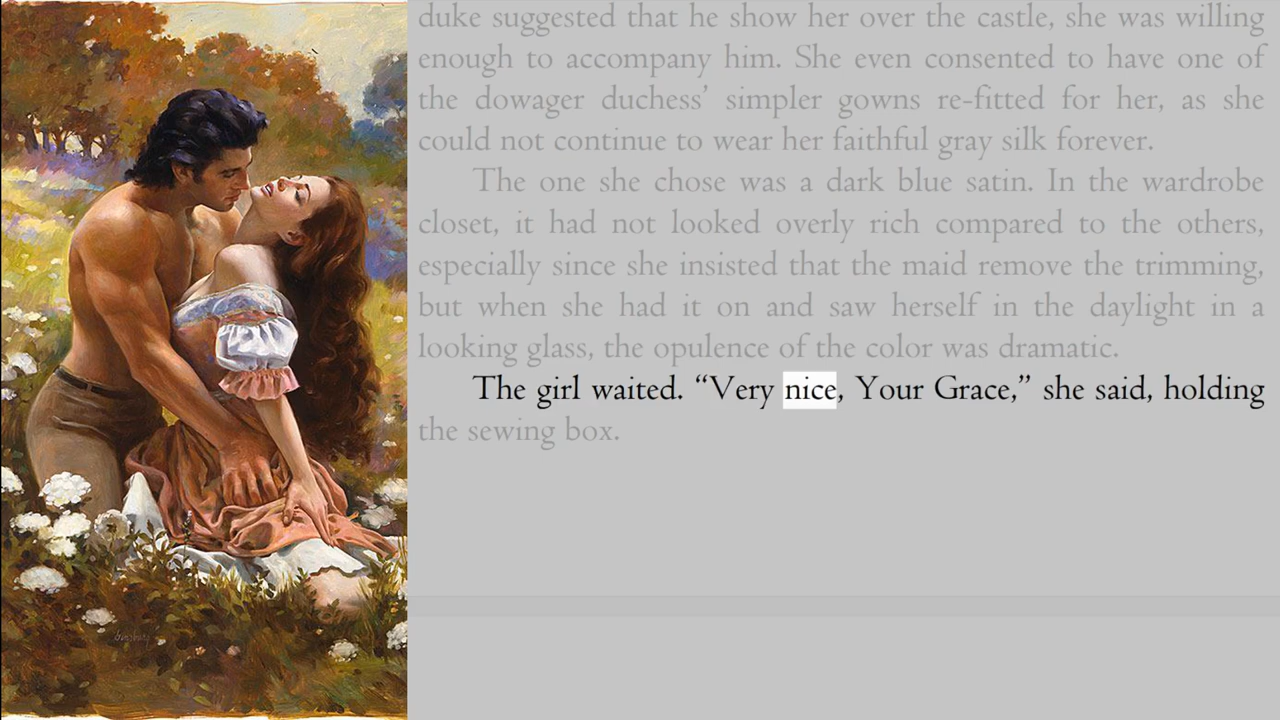 duke suggested that he show her over the castle, she was willing
enough to accompany him. She even consented to have one of
the dowager duchess’ simpler gowns re-fitted for her, as she
could not continue to wear her faithful gray silk forever.
The one she chose was a dark blue satin. In the wardrobe
closet, it had not looked overly rich compared to the others,
especially since she insisted that the maid remove the trimming,
but when she had it on and saw herself in the daylight in a
looking glass, the opulence of the color was dramatic.
The girl waited. “Very nice, Your Grace,” she said, holding
the sewing box.